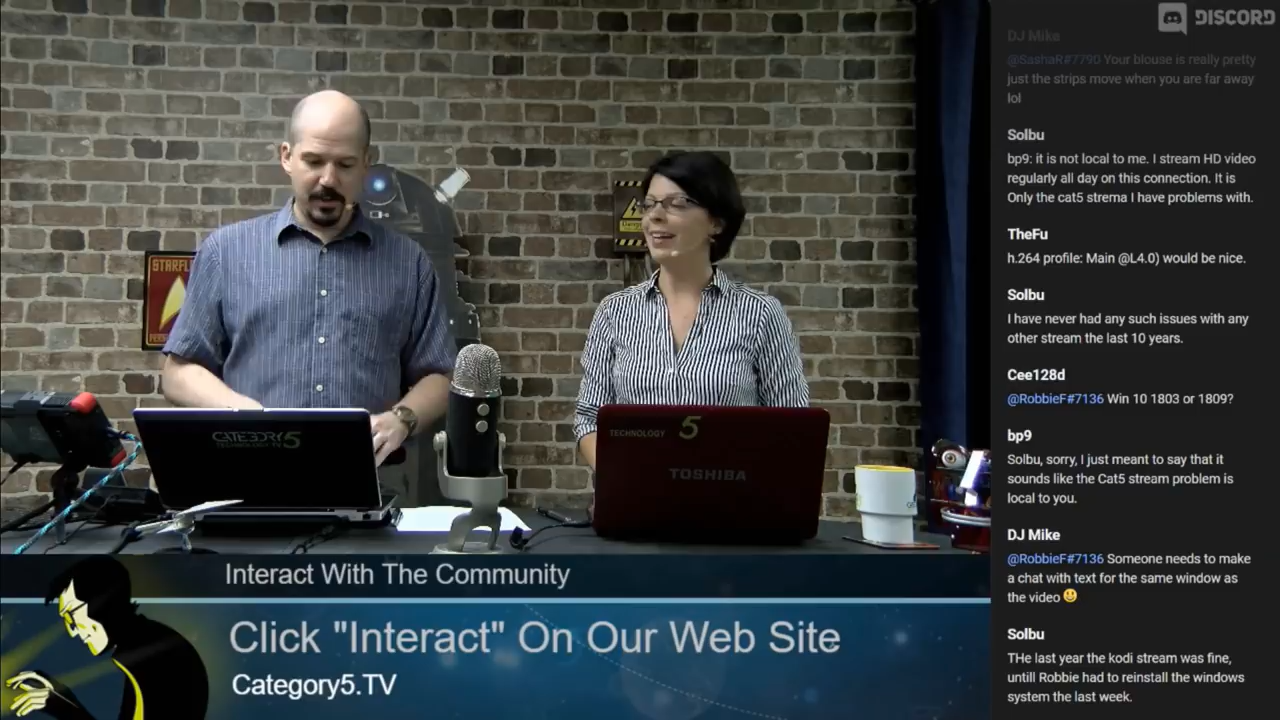 DISCORD
DJ Mike
@SashaR#7790 Your blouse is really pretty
just the strips move when you are far away
lol
Solbu
bp9: it is not local to me. I stream HD video
regularly all day on this connection. It is
Only the cat5 strema I have problems with.
TheFu
h.264 profile: Main @L4.0) would be nice.
Solbu
I have never had any such issues with any
other stream the last 10 years.
Cee128d
@RobbieF#7136 Win 10 1803 or 1809?
bp9
Solbu, sorry, I just meant to say that it
sounds like the Cat5 stream problem is
local to you.
DJ Mike
@RobbieF#7136 Someone needs to make
a chat with text for the same window as
the video
Solbu
THe last year the kodi stream was fine,
untill Robbie had to reinstall the windows
system the last week.
STARFL
CATEGORY 5
TECHNOLOGY TV
TECHNOLOGY 5
TOSHIBA
Interact With The Community
Click "Interact" On Our Web Site
Category5.TV